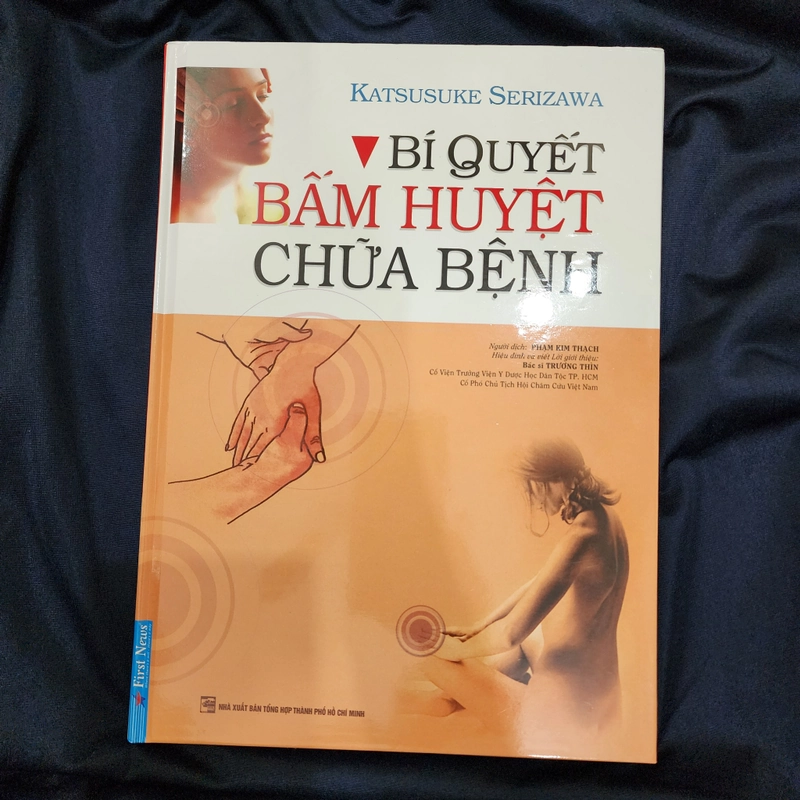 KATSUSUKE SERIZAWA
BÍ QUYẾT
BẤM HUYỆT
CHỮA BỆNH
Người dịch: PHẠM KIM THẠCH
Hiệu đính và viết Lời giới thiệu:
Bác sĩ TRƯƠNG THÌN
Cố Viện Trưởng Viện Y Dược Học Dân Tộc TP. HCM
Cố Phó Chủ Tịch Hội Châm Cứu Việt Nam
First News
NHÀ XUẤT BẢN TỔNG HỢP THÀNH PHỐ HỒ CHÍ MINH